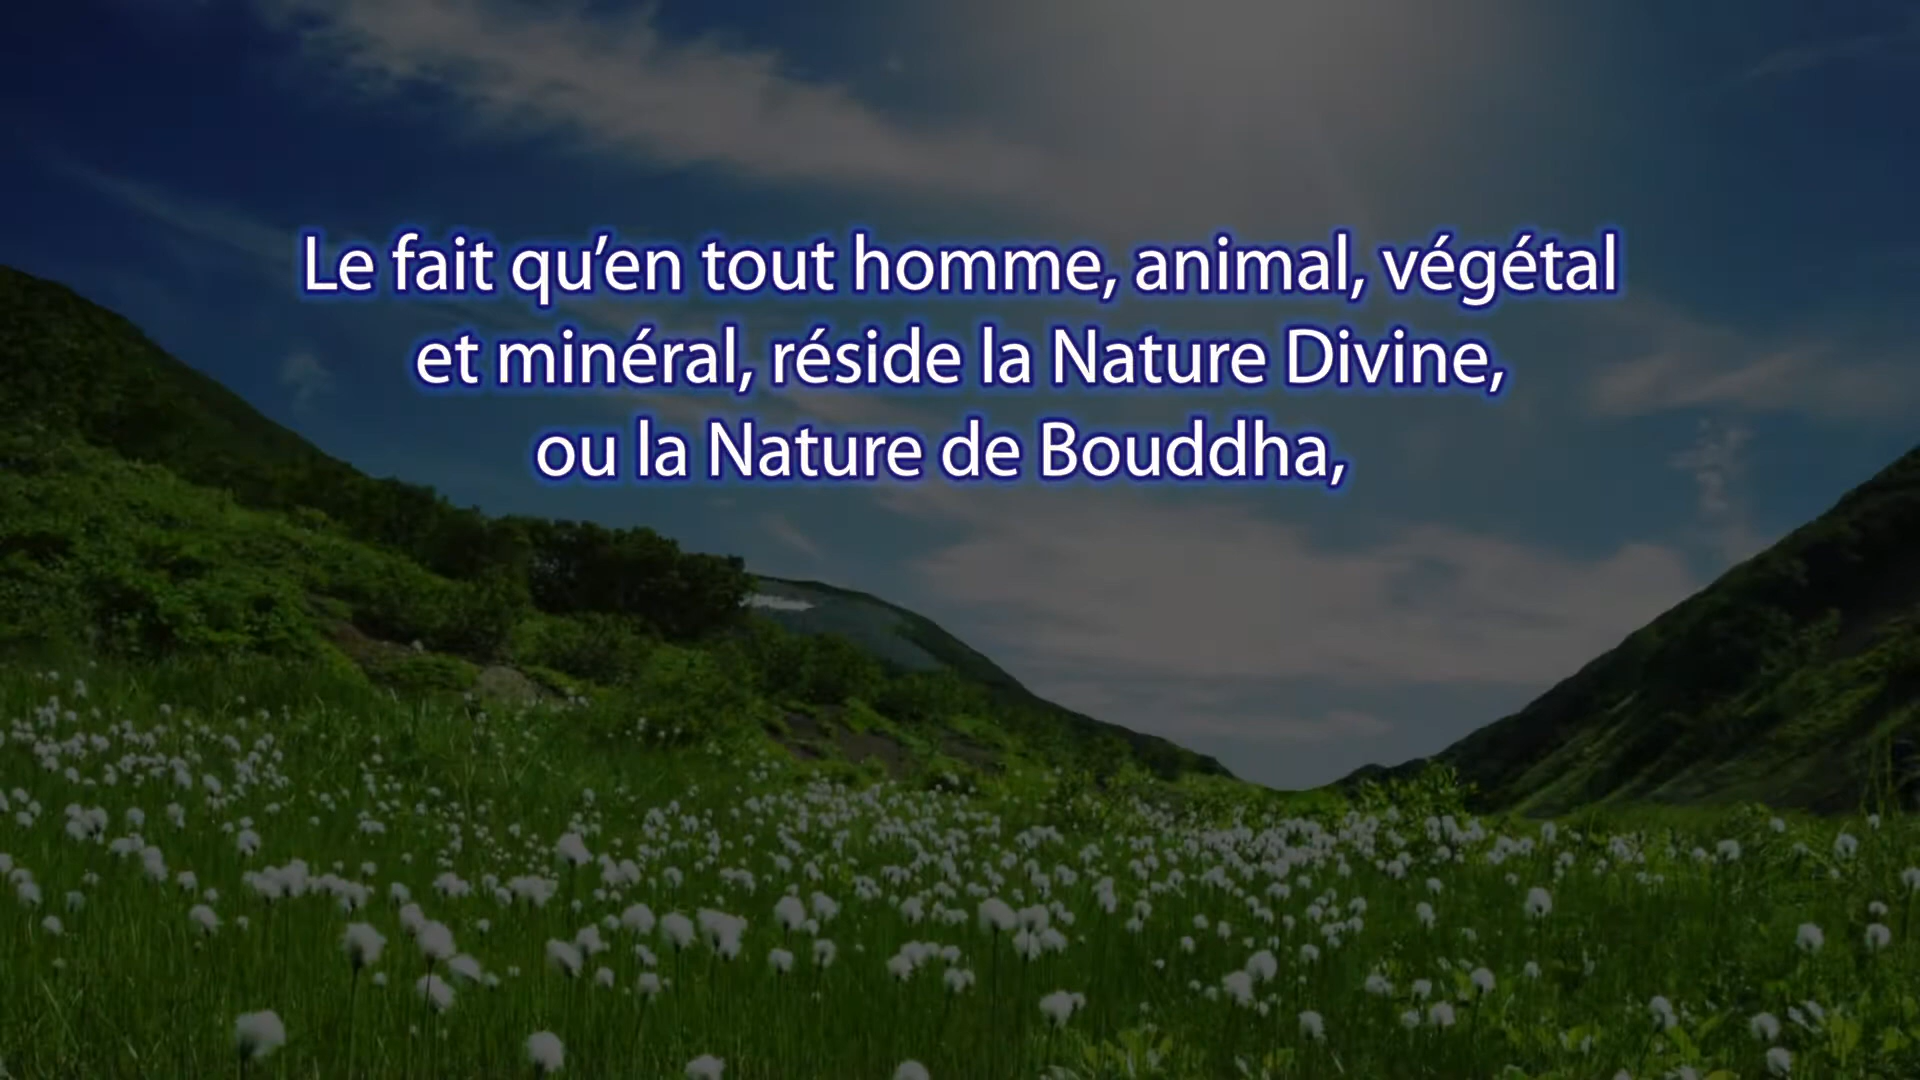 Le fait qu’en tout homme, animal, végétal
et minéral, réside la Nature Divine,
ou la Nature de Bouddha,